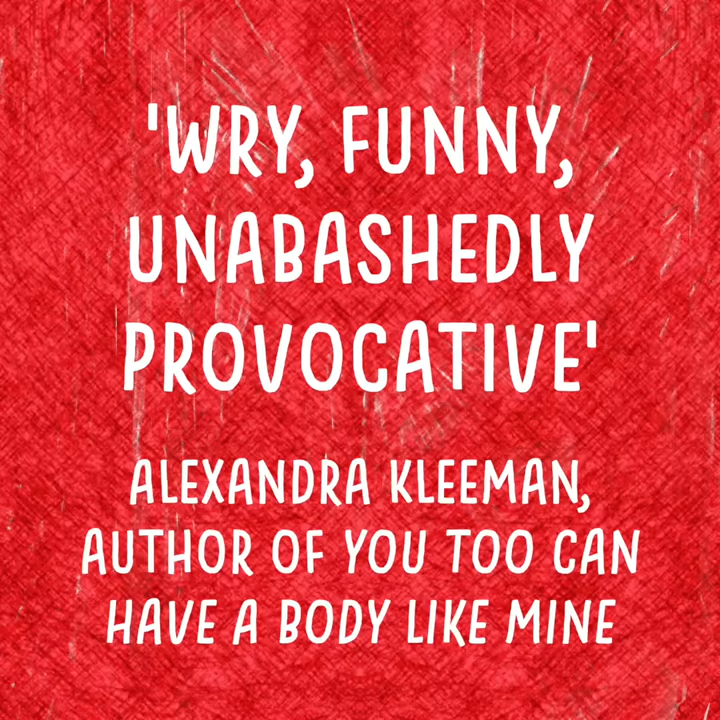 'WRY, FUNNY,
UNABASHEDLY
PROVOCATIVE'
ALEXANDRA KLEEMAN,
AUTHOR OF YOU TOO CAN
HAVE A BODY LIKE MINE